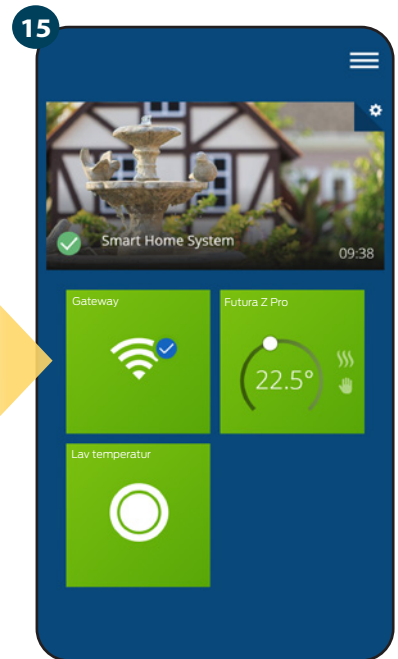 15
Smart Home System
09:38
Gateway
Futura Z Pro
22.5°
Lav temperatur